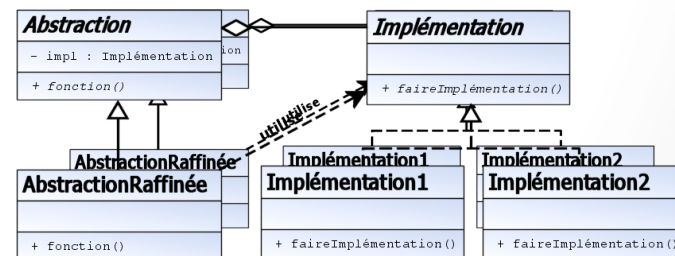 Abstraction
- impl : Implémentation
+ fonction()
Implémentation
+ faireImplémentation()
utilise
AbstractionRaffinée
AbstractionRaffinée
+ fonction()
Implémentation1
Implémentation1
+ faireImplémentation()
Implémentation2
Implémentation2
+ faireImplémentation()